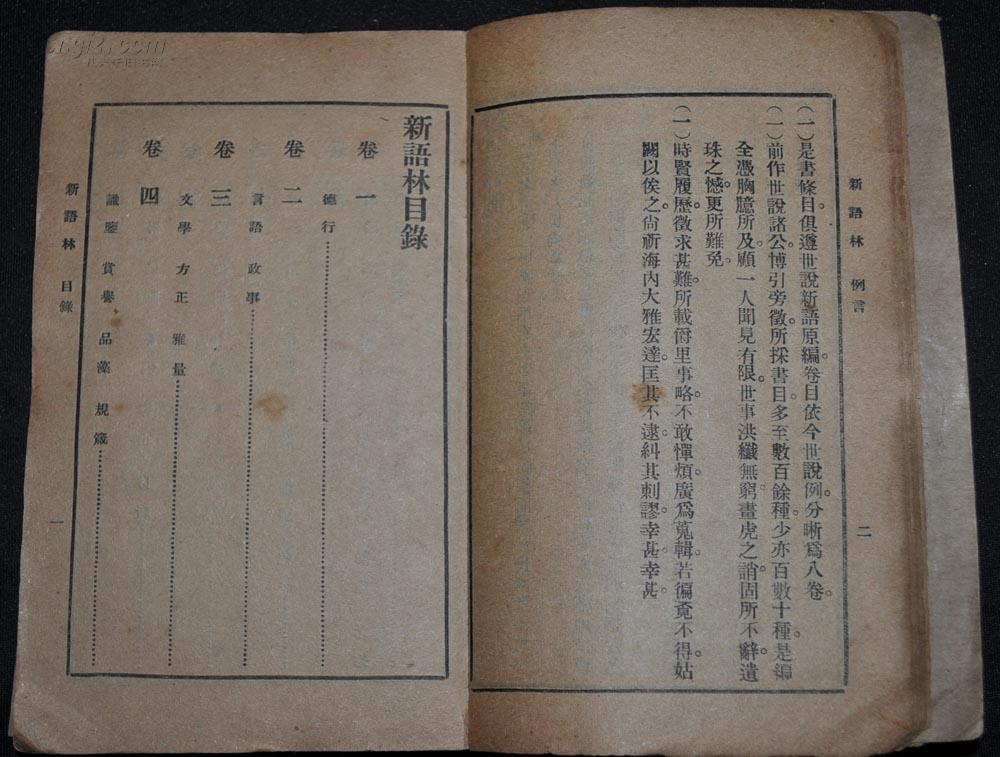 新語林 例言 二
(一)是書條目。俱遵世說新語原編。卷目依今世說例。分晰爲八卷。
(一)前作世說諸公。博引旁徵。所採書目。多至數百餘種。少亦百數十種。是編
全憑胸臆所及。顧一人聞見有限。世事洪纖無窮。畫虎之誚。固所不辭。遺
珠之憾。更所難免。
(一)時賢履歷。徵求甚難。所載爵里事略。不敢憚煩。廣爲蒐輯。若徧覓不得。姑
闕以俟之。尙祈海內大雅宏達。匡其不逮。糾其刺謬。幸甚幸甚。
新語林目錄
卷一
德行
卷二
言語 政事
卷三
文學 方正 雅量
卷四
識鑒 賞譽 品藻 規箴
新語林 目錄 一